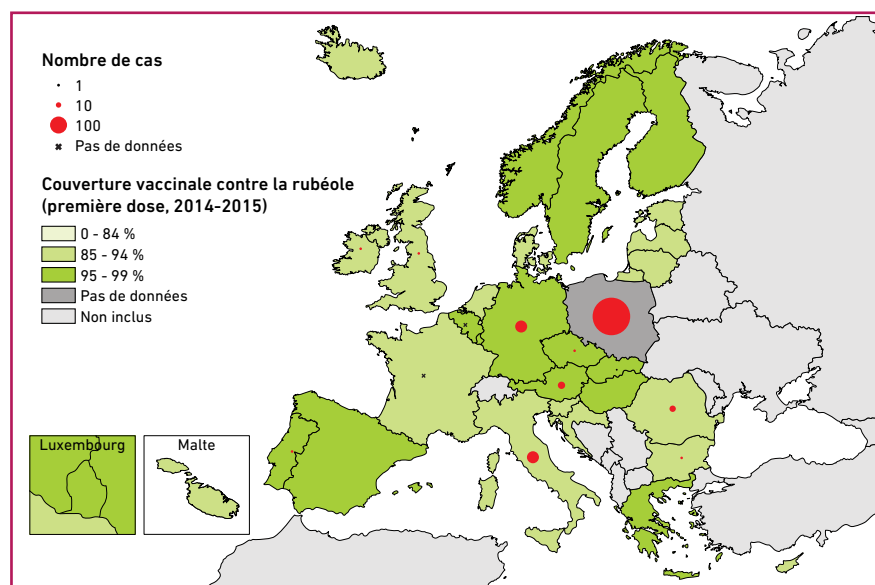 Nombre de cas
1
10
100
Pas de données
Couverture vaccinale contre la rubéole
(première dose, 2014-2015)
0 - 84 %
85 - 94 %
95 - 99 %
Pas de données
Non inclus
Luxembourg
Malte